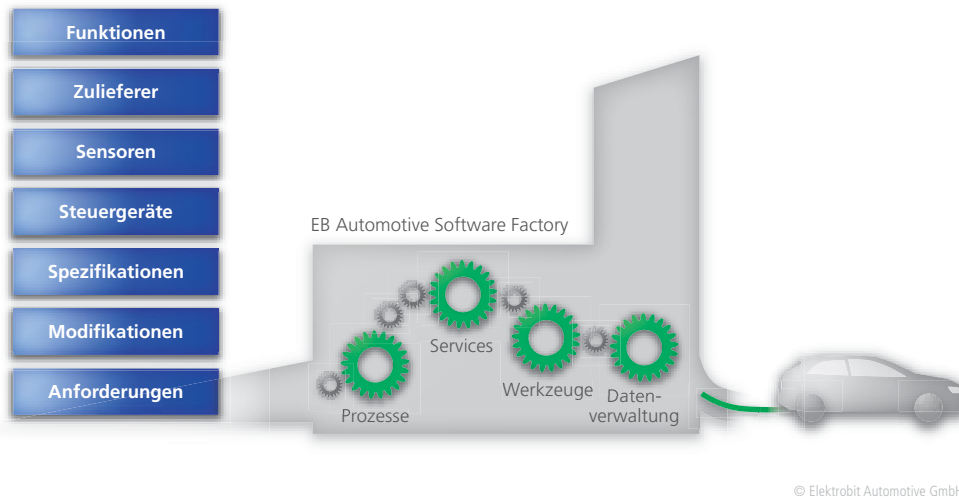 Funktionen
Zulieferer
Sensoren
Steuergeräte
Spezifikationen
Modifikationen
Anforderungen
EB Automotive Software Factory
Services
Prozesse
Werkzeuge
Daten-
verwaltung
© Elektrobit Automotive GmbH